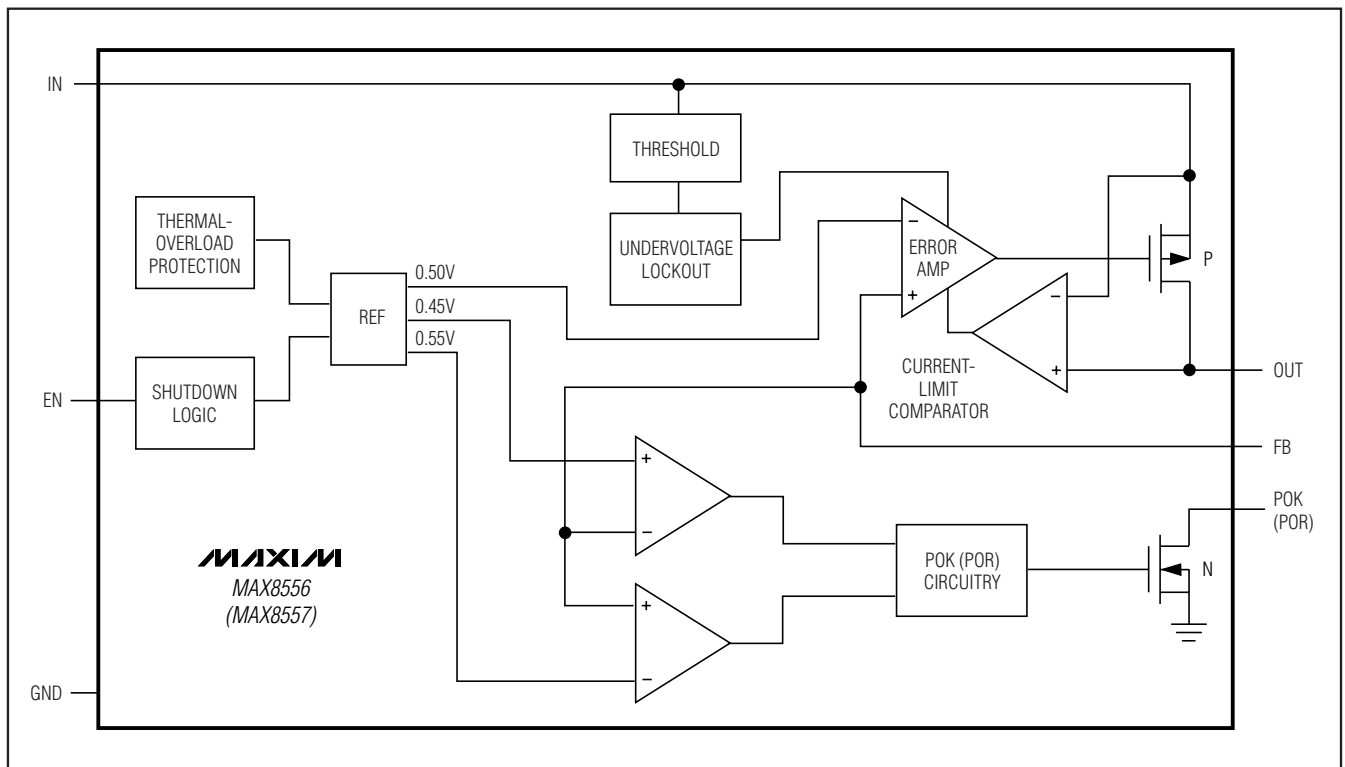 IN
THRESHOLD
THERMAL-
OVERLOAD
PROTECTION
UNDERVOLTAGE
LOCKOUT
−
ERROR
AMP
+
P
REF
0.50V
0.45V
0.55V
−
+
CURRENT-
LIMIT
COMPARATOR
OUT
EN
SHUTDOWN
LOGIC
FB
+
−
POK
(POR)
POK (POR)
CIRCUITRY
N
MAXIM
MAX8556
(MAX8557)
+
−
GND